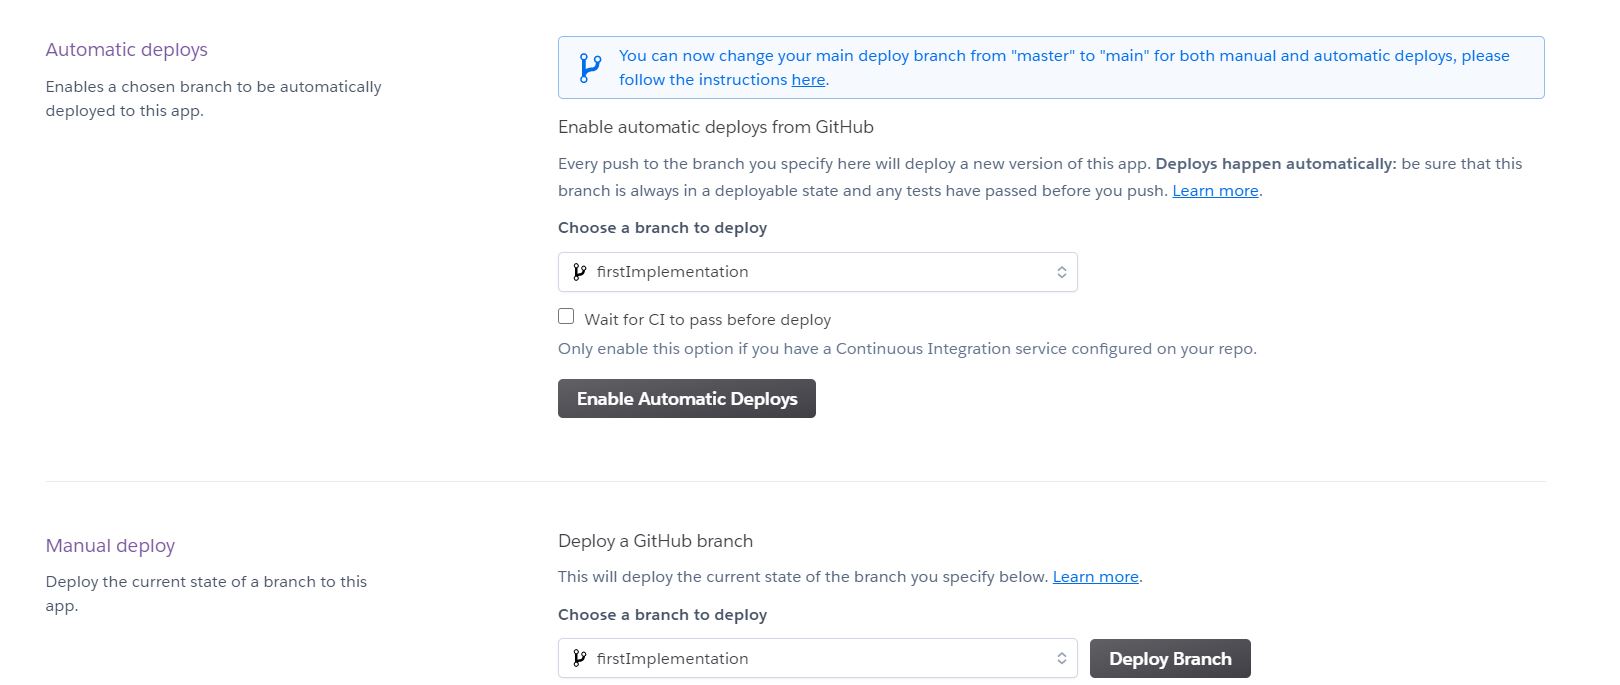 Automatic deploys
Enables a chosen branch to be automatically
deployed to this app.
You can now change your main deploy branch from "master" to "main" for both manual and automatic deploys, please
follow the instructions here.
Enable automatic deploys from GitHub
Every push to the branch you specify here will deploy a new version of this app. Deploys happen automatically: be sure that this
branch is always in a deployable state and any tests have passed before you push. Learn more.
Choose a branch to deploy
firstImplementation
Wait for CI to pass before deploy
Only enable this option if you have a Continuous Integration service configured on your repo.
Enable Automatic Deploys
Manual deploy
Deploy the current state of a branch to this
app.
Deploy a GitHub branch
This will deploy the current state of the branch you specify below. Learn more.
Choose a branch to deploy
firstImplementation
Deploy Branch